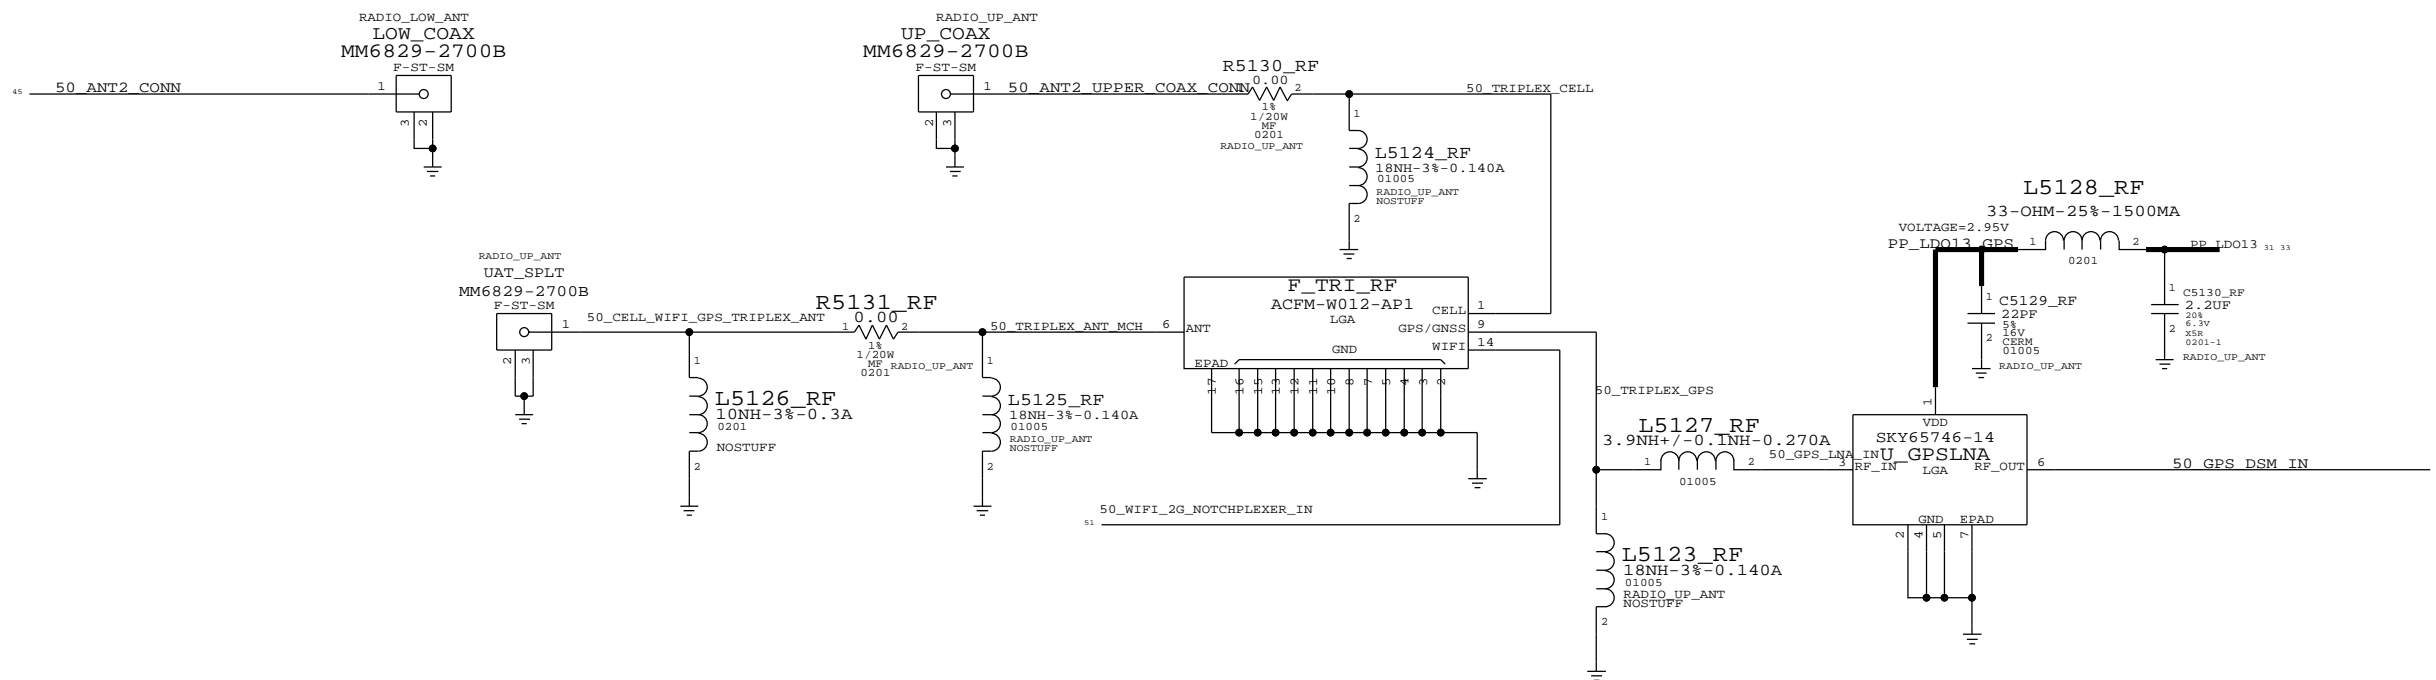 RADIO_LOW_ANT
LOW_COAX
MM6829-2700B
F-ST-SM
45
50_ANT2_CONN
1
3
2
RADIO_UP_ANT
UP_COAX
MM6829-2700B
F-ST-SM
1
2
3
50_ANT2_UPPER_COAX_CONN
R5130_RF
0.00
1
2
1%
1/20W
MF
0201
RADIO_UP_ANT
50_TRIPLEX_CELL
1
L5124_RF
18NH-3%-0.140A
01005
RADIO_UP_ANT
NOSTUFF
2
L5128_RF
33-OHM-25%-1500MA
VOLTAGE=2.95V
PP_LDO13_GPS
1
2
0201
PP_LDO13
31 33
1
C5129_RF
22PF
5%
16V
CERM
01005
2
RADIO_UP_ANT
1
C5130_RF
2.2UF
20%
6.3V
X5R
0201-1
2
RADIO_UP_ANT
RADIO_UP_ANT
UAT_SPLT
MM6829-2700B
F-ST-SM
1
2
3
50_CELL_WIFI_GPS_TRIPLEX_ANT
R5131_RF
0.00
1
2
1%
1/20W
MF
0201
RADIO_UP_ANT
50_TRIPLEX_ANT_MCH
6
F_TRI_RF
ACFM-W012-AP1
LGA
ANT
CELL
1
GPS/GNSS
9
WIFI
14
GND
EPAD
17
16
15
13
12
11
10
8
7
5
4
3
2
1
L5126_RF
10NH-3%-0.3A
0201
NOSTUFF
2
1
L5125_RF
18NH-3%-0.140A
01005
RADIO_UP_ANT
NOSTUFF
2
50_TRIPLEX_GPS
51
50_WIFI_2G_NOTCHPLEXER_IN
L5127_RF
3.9NH+/-0.1NH-0.270A
1
2
01005
50_GPS_LNA_IN
3
1
VDD
SKY65746-14
U_GPSLNA
LGA
RF_IN
RF_OUT
6
50_GPS_DSM_IN
GND
EPAD
2
4
5
7
1
L5123_RF
18NH-3%-0.140A
01005
RADIO_UP_ANT
NOSTUFF
2